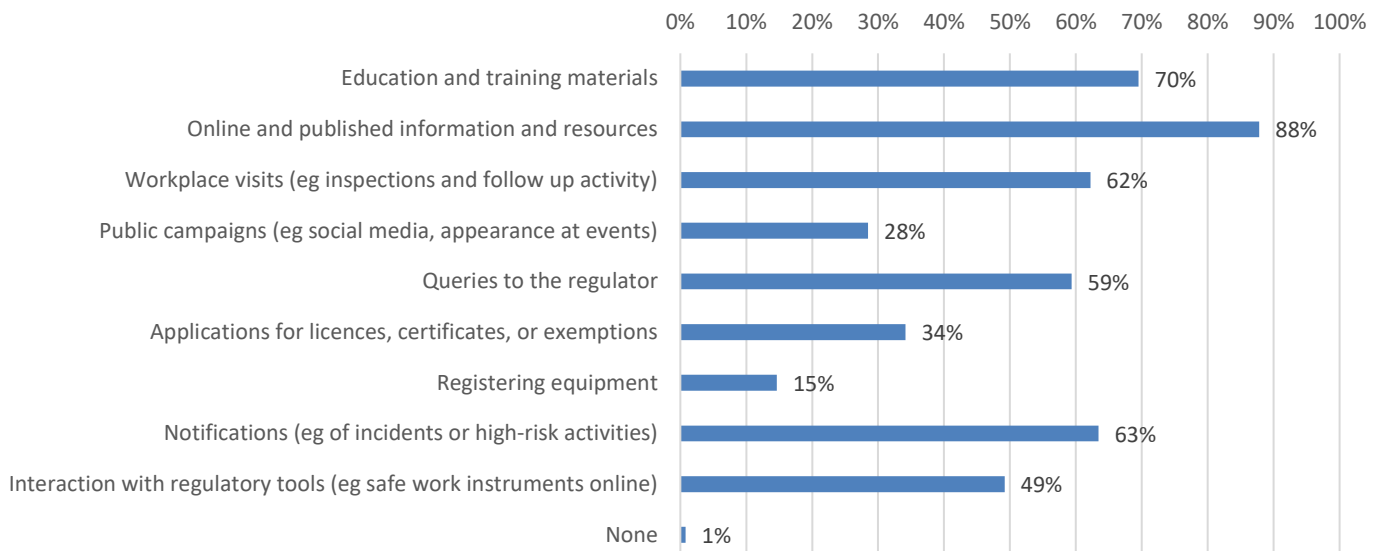 0% 10% 20% 30% 40% 50% 60% 70% 80% 90% 100%
Education and training materials 70%
Online and published information and resources 88%
Workplace visits (eg inspections and follow up activity) 62%
Public campaigns (eg social media, appearance at events) 28%
Queries to the regulator 59%
Applications for licences, certificates, or exemptions 34%
Registering equipment 15%
Notifications (eg of incidents or high-risk activities) 63%
Interaction with regulatory tools (eg safe work instruments online) 49%
None 1%